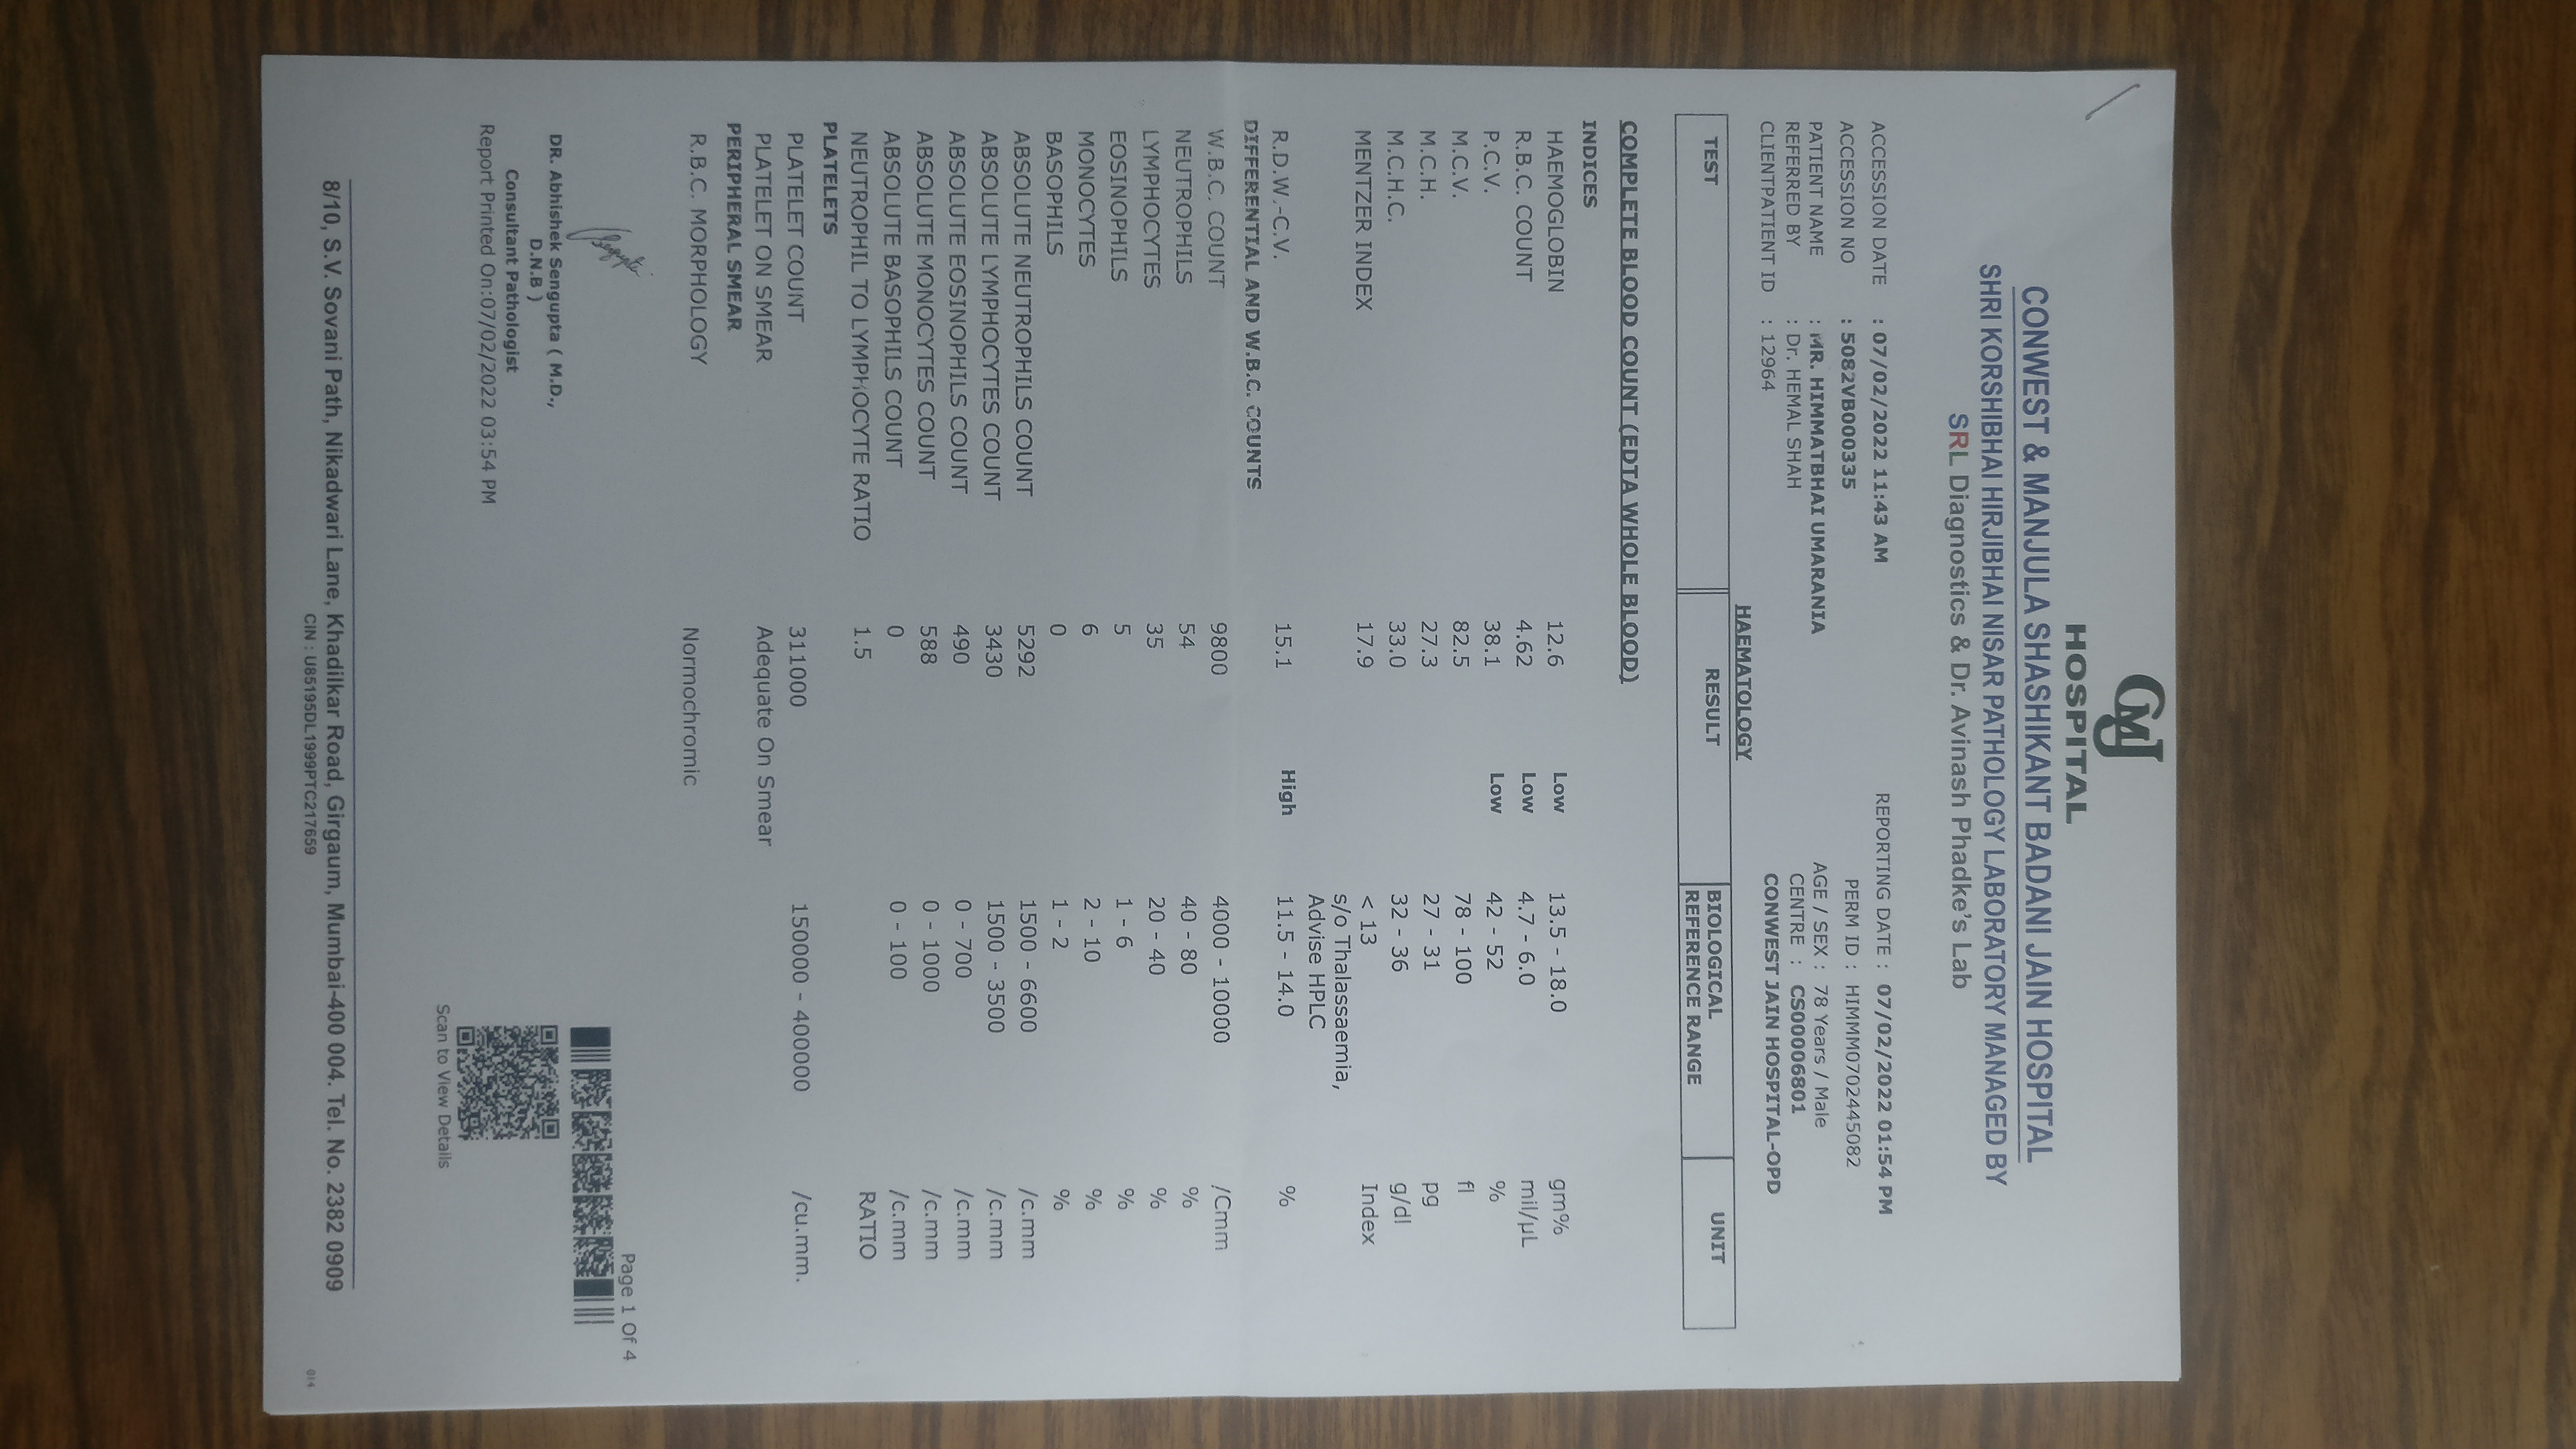 CMJ
HOSPITAL
CONWEST & MANJULA SHASHIKANT BADANI JAIN HOSPITAL
SHRI KORSHIBHAI HIRJIBHAI NISAR PATHOLOGY LABORATORY MANAGED BY
SRL Diagnostics & Dr. Avinash Phadke's Lab
ACCESSION DATE : 07/02/2022 11:43 AM REPORTING DATE : 07/02/2022 01:54 PM
ACCESSION NO : 5082VB000335 PERM ID : HIMMM0702445082
PATIENT NAME : MR. HIMMATBHAI UMARANIA AGE / SEX : 78 Years / Male
REFERRED BY : Dr. HEMAL SHAH CENTRE : CS00006801
CLIENTPATIENT ID : 12964 CONWEST JAIN HOSPITAL-OPD
HAEMATOLOGY
TEST RESULT BIOLOGICAL UNIT
REFERENCE RANGE
COMPLETE BLOOD COUNT (EDTA WHOLE BLOOD)
INDICES
HAEMOGLOBIN 12.6 Low 13.5 - 18.0 gm%
R.B.C. COUNT 4.62 Low 4.7 - 6.0 mil/µL
P.C.V. 38.1 Low 42 - 52 %
M.C.V. 82.5 78 - 100 fl
M.C.H. 27.3 27 - 31 pg
M.C.H.C. 33.0 32 - 36 g/dl
MENTZER INDEX 17.9 < 13 Index
s/o Thalassaemia,
Advise HPLC
R.D.W.-C.V. 15.1 High 11.5 - 14.0 %
DIFFERENTIAL AND W.B.C. COUNTS
W.B.C. COUNT 9800 4000 - 10000 /Cmm
NEUTROPHILS 54 40 - 80 %
LYMPHOCYTES 35 20 - 40 %
EOSINOPHILS 5 1 - 6 %
MONOCYTES 6 2 - 10 %
BASOPHILS 0 1 - 2 %
ABSOLUTE NEUTROPHILS COUNT 5292 1500 - 6600 /c.mm
ABSOLUTE LYMPHOCYTES COUNT 3430 1500 - 3500 /c.mm
ABSOLUTE EOSINOPHILS COUNT 490 0 - 700 /c.mm
ABSOLUTE MONOCYTES COUNT 588 0 - 1000 /c.mm
ABSOLUTE BASOPHILS COUNT 0 0 - 100 /c.mm
NEUTROPHIL TO LYMPHOCYTE RATIO 1.5 RATIO
PLATELETS
PLATELET COUNT 311000 150000 - 400000 /cu.mm.
PLATELET ON SMEAR Adequate On Smear
PERIPHERAL SMEAR
R.B.C. MORPHOLOGY Normochromic
Sengupta
Page 1 Of 4
DR. Abhishek Sengupta ( M.D.,
D.N.B )
Consultant Pathologist
Report Printed On:07/02/2022 03:54 PM
Scan to View Details
8/10, S.V. Sovani Path, Nikadwari Lane, Khadilkar Road, Girgaum, Mumbai-400 004. Tel. No. 2382 0909
CIN : U85195DL1999PTC217659
014